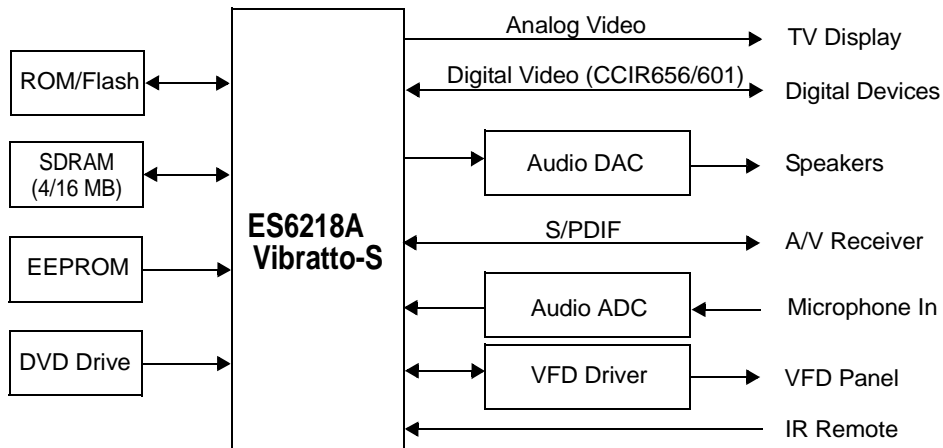 ROM/Flash
SDRAM
(4/16 MB)
EEPROM
DVD Drive
ES6218A
Vibratto-S
Analog Video
TV Display
Digital Video (CCIR656/601)
Digital Devices
Audio DAC
Speakers
S/PDIF
A/V Receiver
Audio ADC
Microphone In
VFD Driver
VFD Panel
IR Remote